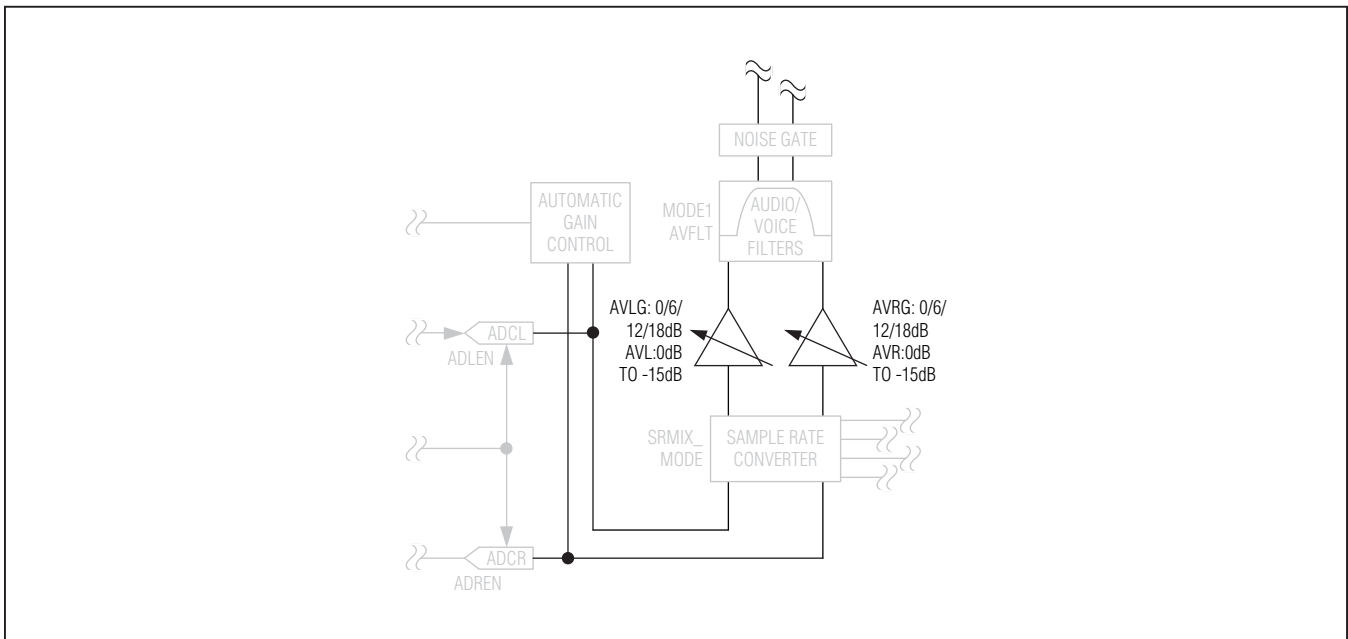 NOISE GATE
AUTOMATIC
GAIN
CONTROL
MODE1
AVFLT
AUDIO/
VOICE
FILTERS
AVLG: 0/6/
12/18dB
AVL:0dB
TO -15dB
AVRG: 0/6/
12/18dB
AVR:0dB
TO -15dB
ADCL
ADLEN
SRMIX_
MODE
SAMPLE RATE
CONVERTER
ADCR
ADREN